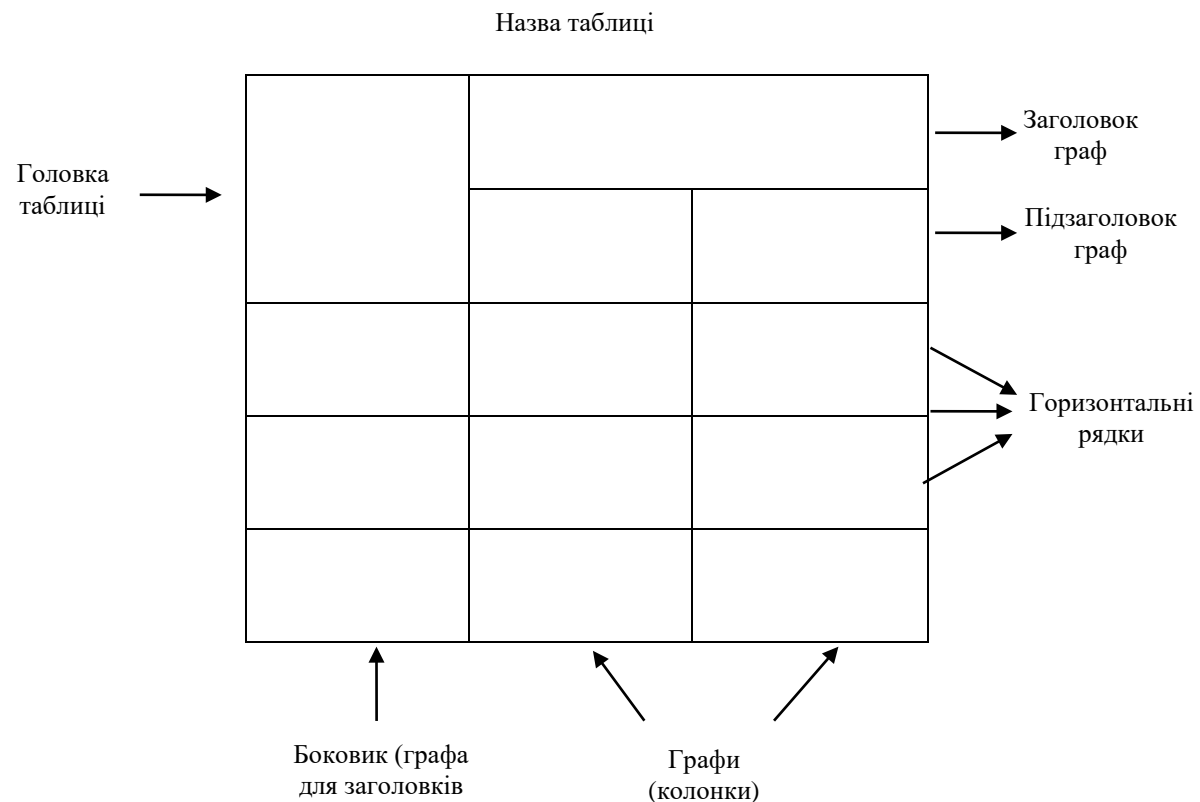 Назва таблиці
Заголовок
граф
Головка
таблиці
Підзаголовок
граф
Горизонтальні
рядки
Боковик (графа
для заголовків
Графи
(колонки)